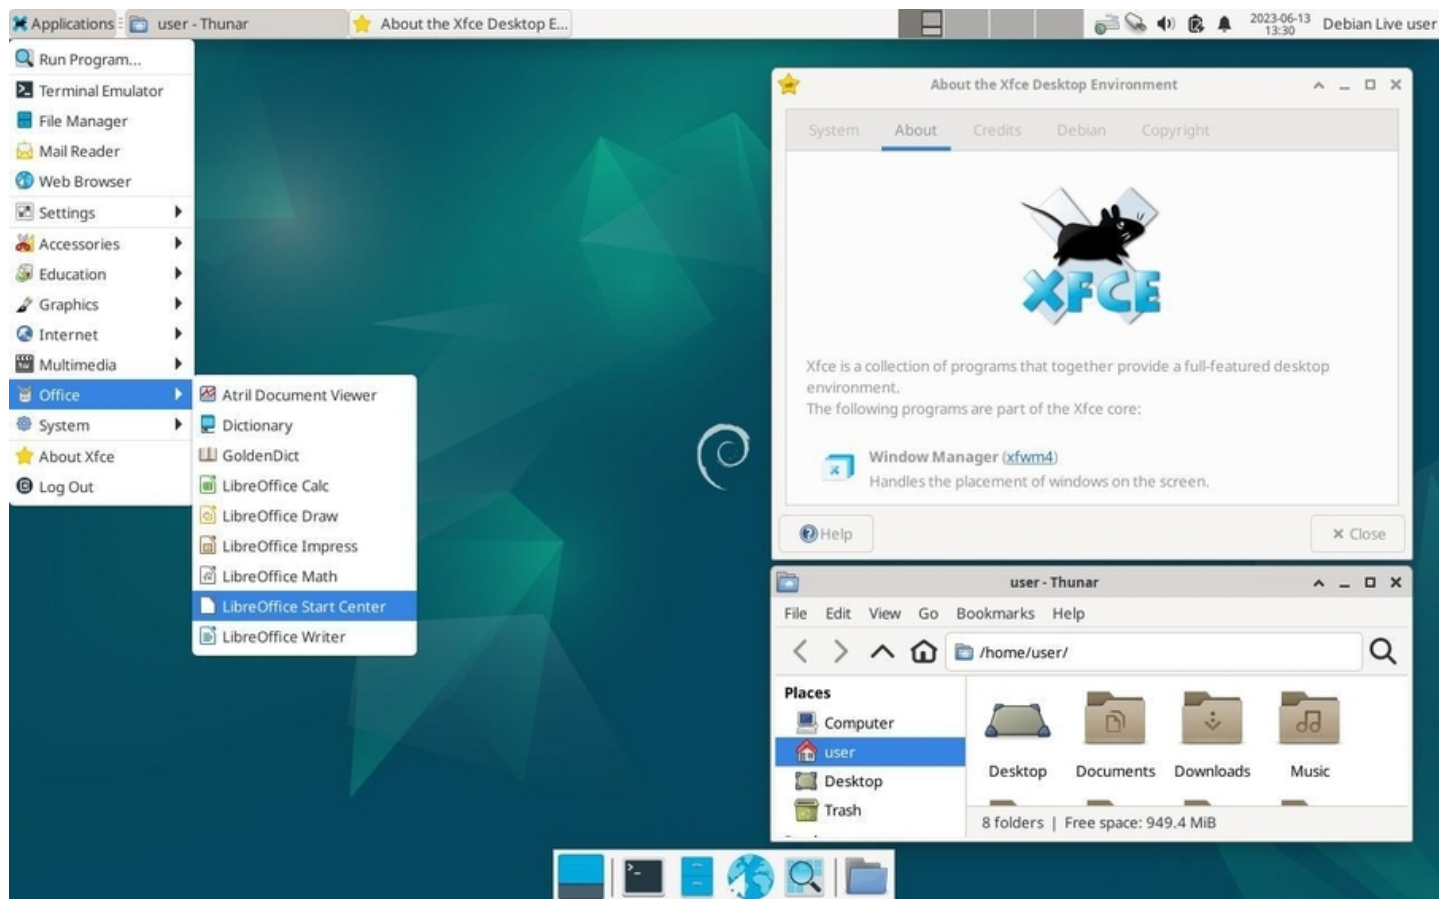 Applications
user - Thunar
About the Xfce Desktop E...
2023-06-13
13:30
Debian Live user
Run Program...
Terminal Emulator
File Manager
Mail Reader
Web Browser
Settings
Accessories
Education
Graphics
Internet
Multimedia
Office
System
About Xfce
Log Out
Atril Document Viewer
Dictionary
GoldenDict
LibreOffice Calc
LibreOffice Draw
LibreOffice Impress
LibreOffice Math
LibreOffice Start Center
LibreOffice Writer
About the Xfce Desktop Environment
System About Credits Debian Copyright
XFCE
Xfce is a collection of programs that together provide a full-featured desktop
environment.
The following programs are part of the Xfce core:
Window Manager (xfwm4)
Handles the placement of windows on the screen.
Help
Close
user - Thunar
File Edit View Go Bookmarks Help
/home/user/
Places
Computer
user
Desktop
Trash
Desktop Documents Downloads Music
8 folders | Free space: 949.4 MiB